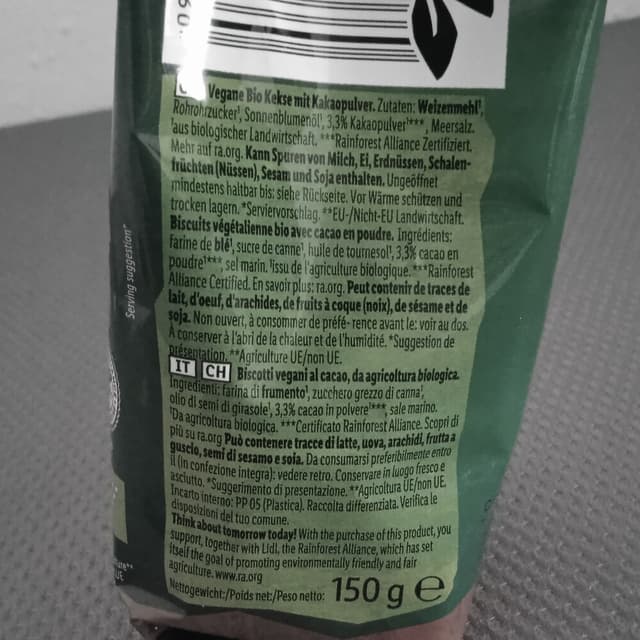 Vegane Bio Kekse mit Kakaopulver. Zutaten: Weizenmehl¹,
Rohrohrzucker¹, Sonnenblumenöl¹, 3,3% Kakaopulver¹***, Meersalz.
¹aus biologischer Landwirtschaft. ***Rainforest Alliance Zertifiziert.
Mehr auf ra.org. Kann Spuren von Milch, Ei, Erdnüssen, Schalen-
früchten (Nüssen), Sesam und Soja enthalten. Ungeöffnet
mindestens haltbar bis: siehe Rückseite. Vor Wärme schützen und
trocken lagern. *Serviervorschlag. **EU-/Nicht-EU Landwirtschaft.
Biscuits végétalienne bio avec cacao en poudre. Ingrédients:
farine de blé¹, sucre de canne¹, huile de tournesol¹, 3,3% cacao en
poudre¹***, sel marin. ¹issu de l'agriculture biologique. ***Rainforest
Alliance Certified. En savoir plus: ra.org. Peut contenir de traces de
lait, d'oeuf, d'arachides, de fruits à coque (noix), de sésame et de
soja. Non ouvert, à consommer de préfé- rence avant le: voir au dos.
A conserver à l'abri de la chaleur et de l'humidité. *Suggestion de
présentation. **Agriculture UE/non UE.
IT CH Biscotti vegani al cacao, da agricoltura biologica.
Ingredienti: farina di frumento¹, zucchero grezzo di canna¹,
olio di semi di girasole¹, 3,3% cacao in polvere¹***, sale marino.
¹Da agricoltura biologica. ***Certificato Rainforest Alliance. Scopri di
più su ra.org Può contenere tracce di latte, uova, arachidi, frutta a
guscio, semi di sesamo e soia. Da consumarsi preferibilmente entro
il (in confezione integra): vedere retro. Conservare in luogo fresco e
asciutto. *Suggerimento di presentazione. **Agricoltura UE/non UE.
Incarto interno: PP 05 (Plastica). Raccolta differenziata. Verifica le
disposizioni del tuo comune.
Think about tomorrow today! With the purchase of this product, you
support, together with Lidl, the Rainforest Alliance, which has set
itself the goal of promoting environmentally friendly and fair
agriculture. www.ra.org
Nettogewicht:/Poids net:/Peso netto: 150 g e
Serving suggestion*